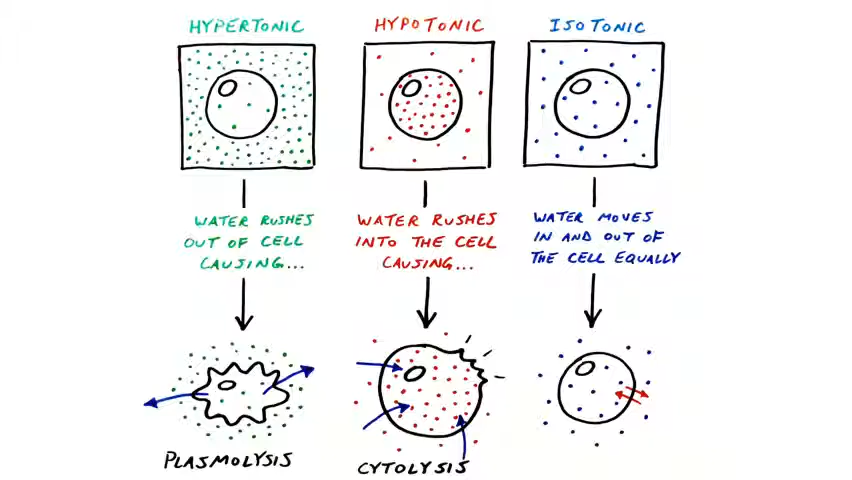 HYPERTONIC
HYPOTONIC
ISOTONIC
WATER RUSHES
OUT OF CELL
CAUSING...
WATER RUSHES
INTO THE CELL
CAUSING...
WATER MOVES
IN AND OUT OF
THE CELL EQUALLY
PLASMOLYSIS
CYTOLYSIS